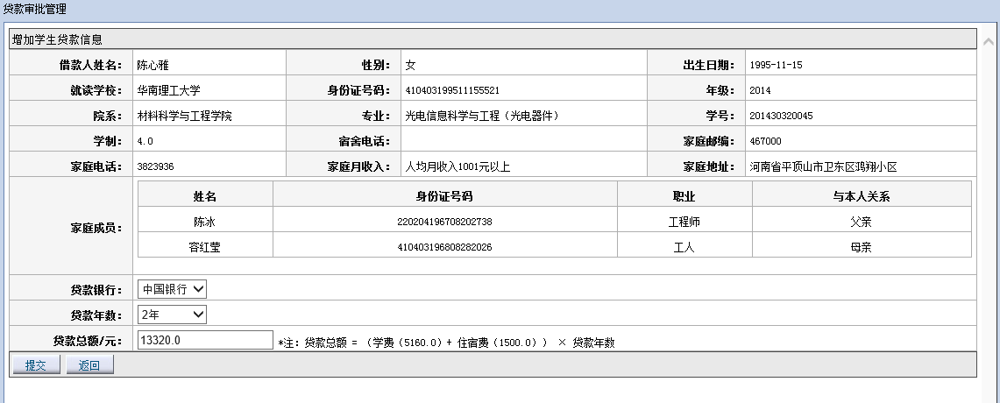 贷款审批管理
增加学生贷款信息
借款人姓名： 陈心雅 性别： 女 出生日期： 1995-11-15
就读学校： 华南理工大学 身份证号码： 410403199511155521 年级： 2014
院系： 材料科学与工程学院 专业： 光电信息科学与工程（光电器件） 学号： 201430320045
学制： 4.0 宿舍电话： 家庭邮编： 467000
家庭电话： 3823936 家庭月收入： 人均月收入1001元以上 家庭地址： 河南省平顶山市卫东区鸿翔小区
家庭成员：
姓名 身份证号码 职业 与本人关系
陈冰 220204196708202738 工程师 父亲
容红莹 410403196808282026 工人 母亲
贷款银行： 中国银行
贷款年数： 2年
贷款总额/元： 13320.0 *注：贷款总额 = （学费（5160.0）+ 住宿费（1500.0）） × 贷款年数
提交 返回